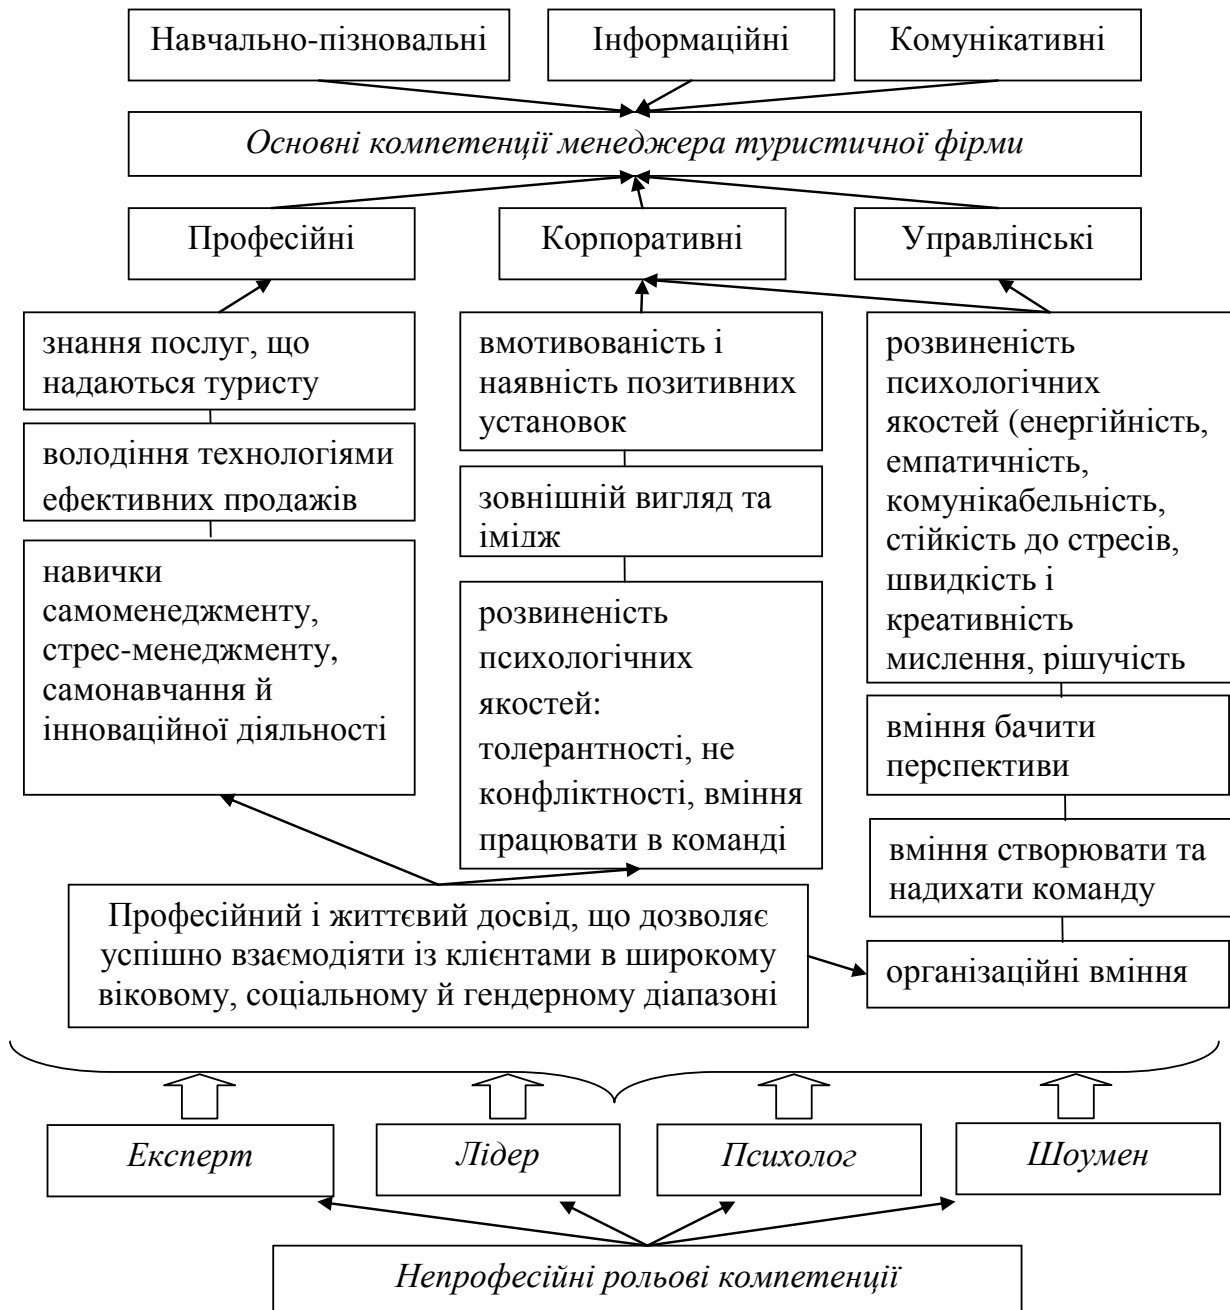 Навчально-пізновальні
Інформаційні
Комунікативні
Основні компетенції менеджера туристичної фірми
Професійні
Корпоративні
Управлінські
знання послуг, що
надаються туристу
володіння технологіями
ефективних продажів
навички
самоменеджменту,
стрес-менеджменту,
самонавчання й
інноваційної діяльності
вмотивованість і
наявність позитивних
установок
зовнішній вигляд та
імідж
розвиненість
психологічних
якостей:
толерантності, не
конфліктності, вміння
працювати в команді
розвиненість
психологічних
якостей (енергійність,
емпатичність,
комунікабельність,
стійкість до стресів,
швидкість і
креативність
мислення, рішучість
вміння бачити
перспективи
вміння створювати та
надихати команду
організаційні вміння
Професійний і життєвий досвід, що дозволяє
успішно взаємодіяти із клієнтами в широкому
віковому, соціальному й гендерному діапазоні
Експерт
Лідер
Психолог
Шоумен
Непрофесійні рольові компетенції